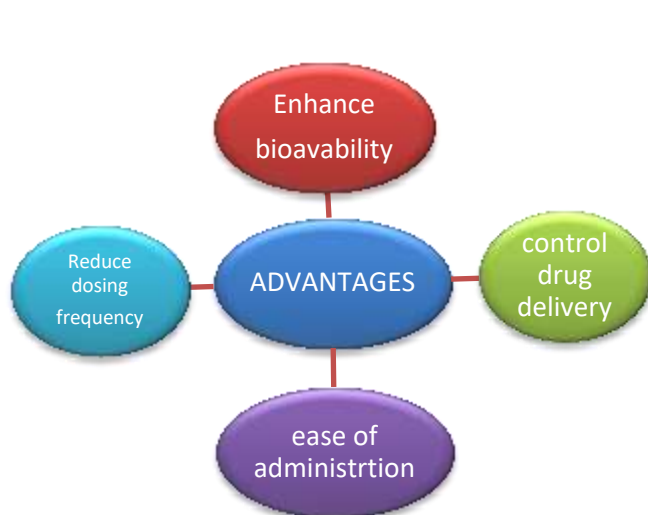 Enhance
bioavability
Reduce
dosing
frequency
ADVANTAGES
control
drug
delivery
ease of
administrtion